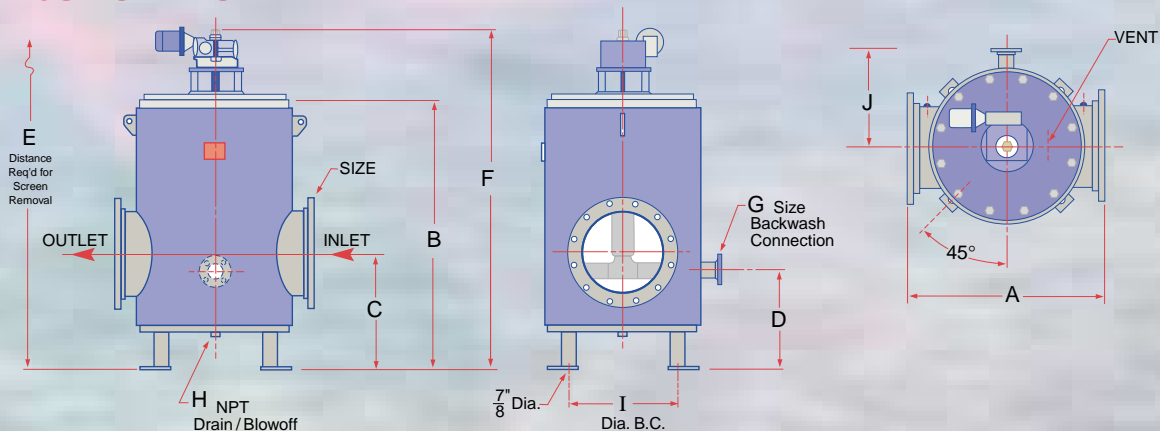 E
Distance
Req'd for
Screen
Removal
OUTLET
INLET
SIZE
F
B
C
H NPT
Drain / Blowoff
G Size
Backwash
Connection
D
7/8" Dia.
I
Dia. B.C.
VENT
J
45°
A